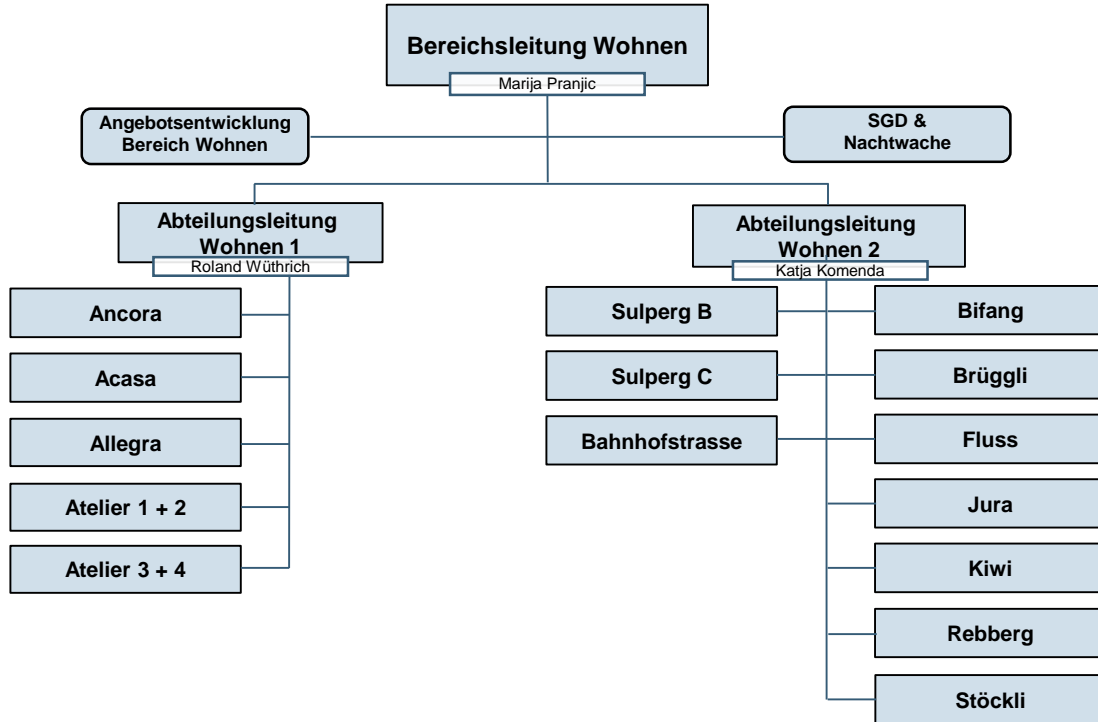 Bereichsleitung Wohnen
Marija Pranjic
Angebotsentwicklung
Bereich Wohnen
SGD &
Nachtwache
Abteilungsleitung
Wohnen 1
Roland Wüthrich
Abteilungsleitung
Wohnen 2
Katja Komenda
Ancora
Acasa
Allegra
Atelier 1 + 2
Atelier 3 + 4
Sulperg B
Sulperg C
Bahnhofstrasse
Bifang
Brüggli
Fluss
Jura
Kiwi
Rebberg
Stöckli